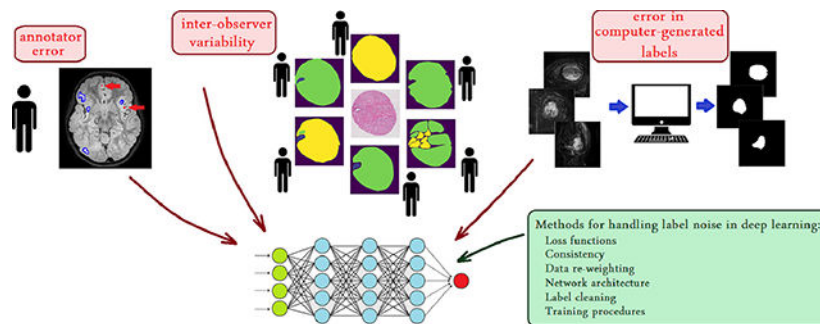 annotator
error
inter-observer
variability
error in
computer-generated
labels
Methods for handling label noise in deep learning:
Loss functions
Consistency
Data re-weighting
Network architecture
Label cleaning
Training procedures